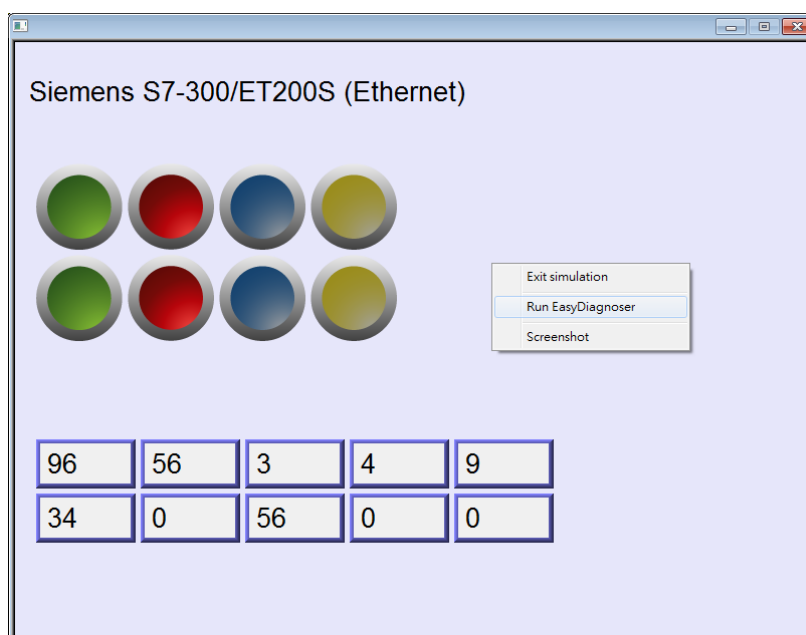 Siemens S7-300/ET200S (Ethernet)
Exit simulation
Run EasyDiagnoser
Screenshot
96 56 3 4 9
34 0 56 0 0